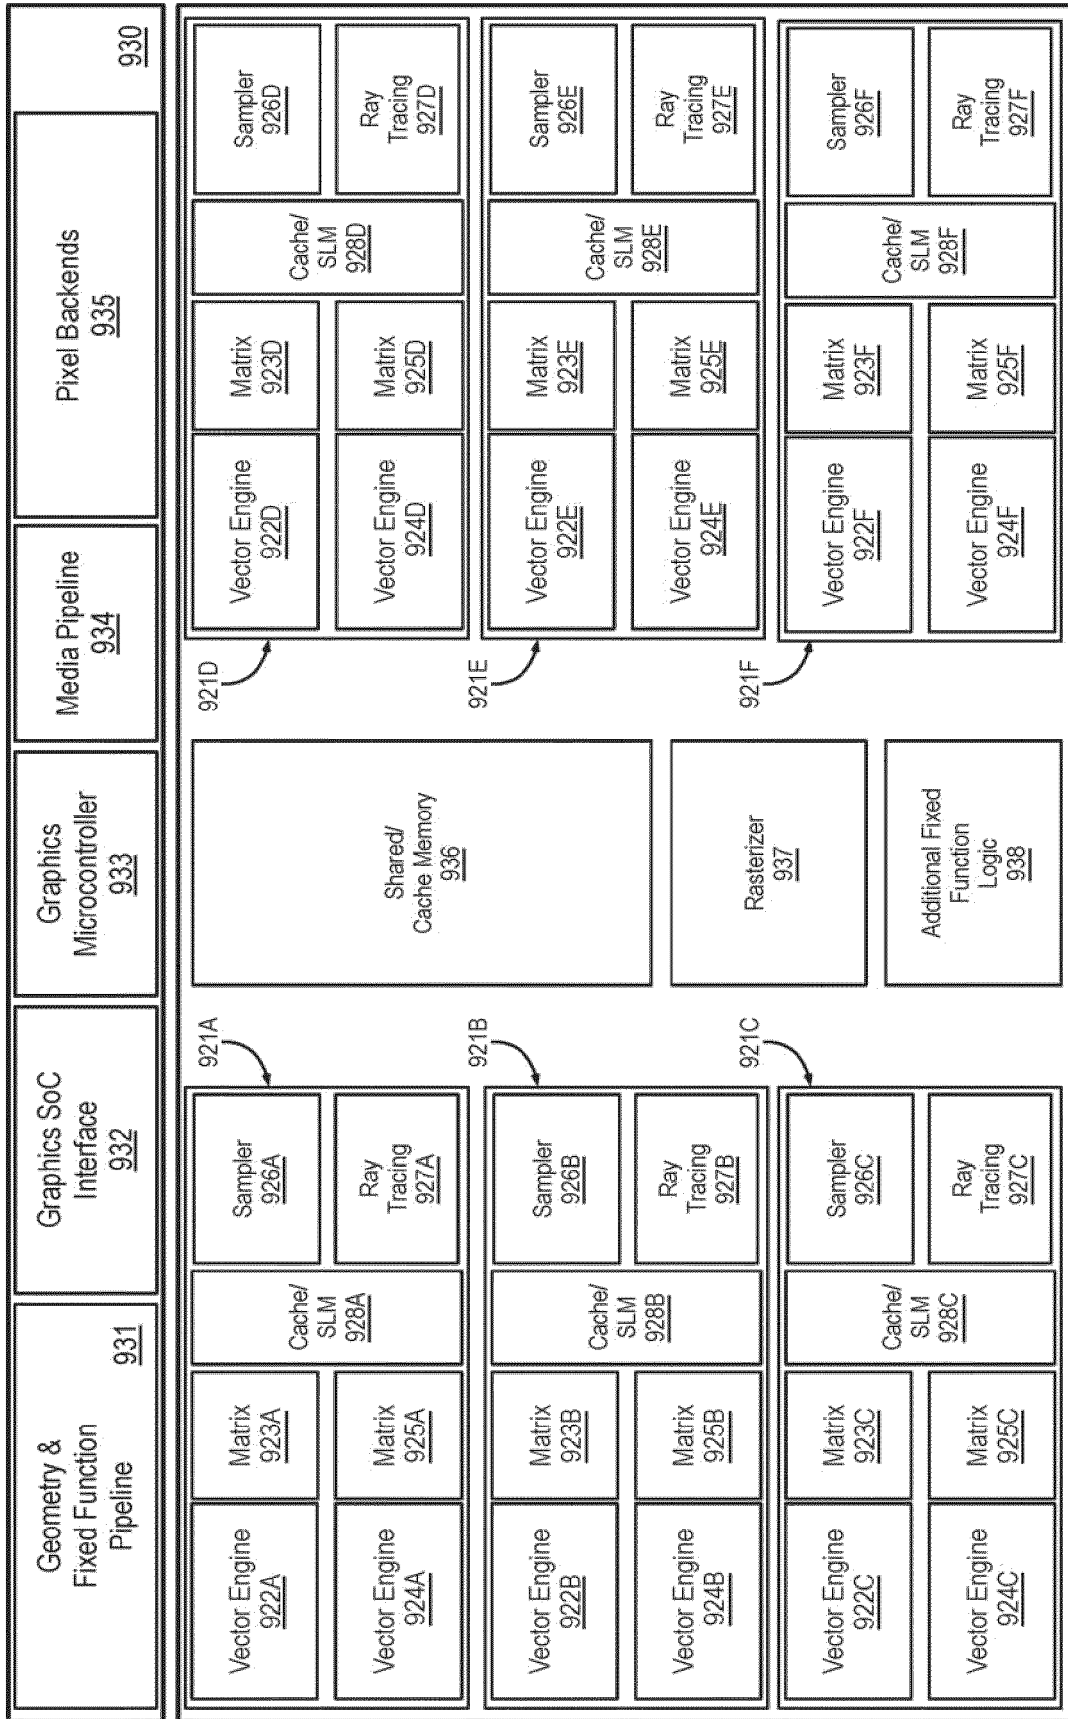 Geometry &
Fixed Function
Pipeline
931
Graphics SoC
Interface
932
Graphics
Microcontroller
933
Media Pipeline
934
Pixel Backends
935
930
921A
Vector Engine
922A
Matrix
923A
Cache/
SLM
928A
Sampler
926A
Vector Engine
924A
Matrix
925A
Ray
Tracing
927A
921B
Vector Engine
922B
Matrix
923B
Cache/
SLM
928B
Sampler
926B
Vector Engine
924B
Matrix
925B
Ray
Tracing
927B
921C
Vector Engine
922C
Matrix
923C
Cache/
SLM
928C
Sampler
926C
Vector Engine
924C
Matrix
925C
Ray
Tracing
927C
Shared/
Cache Memory
936
Rasterizer
937
Additional Fixed
Function
Logic
938
921D
Vector Engine
922D
Matrix
923D
Cache/
SLM
928D
Sampler
926D
Vector Engine
924D
Matrix
925D
Ray
Tracing
927D
921E
Vector Engine
922E
Matrix
923E
Cache/
SLM
928E
Sampler
926E
Vector Engine
924E
Matrix
925E
Ray
Tracing
927E
921F
Vector Engine
922F
Matrix
923F
Cache/
SLM
928F
Sampler
926F
Vector Engine
924F
Matrix
925F
Ray
Tracing
927F